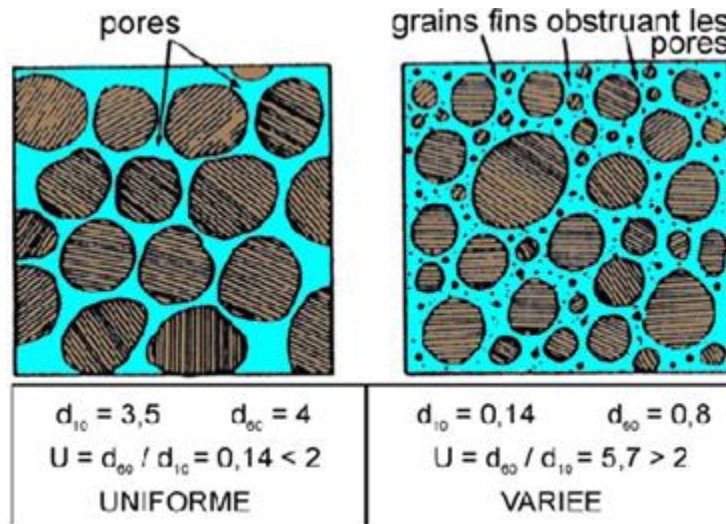 pores
grains fins obstruant les
pores
d₁₀ = 3,5 d₆₀ = 4
U = d₆₀ / d₁₀ = 0,14 < 2
UNIFORME
d₁₀ = 0,14 d₆₀ = 0,8
U = d₆₀ / d₁₀ = 5,7 > 2
VARIEE